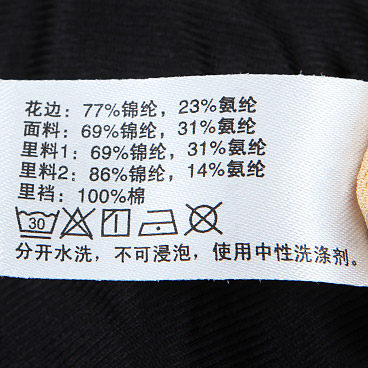 花边：77%锦纶，23%氨纶
面料：69%锦纶，31%氨纶
里料1：69%锦纶，31%氨纶
里料2：86%锦纶，14%氨纶
里裆：100%棉
30
分开水洗，不可浸泡，使用中性洗涤剂。